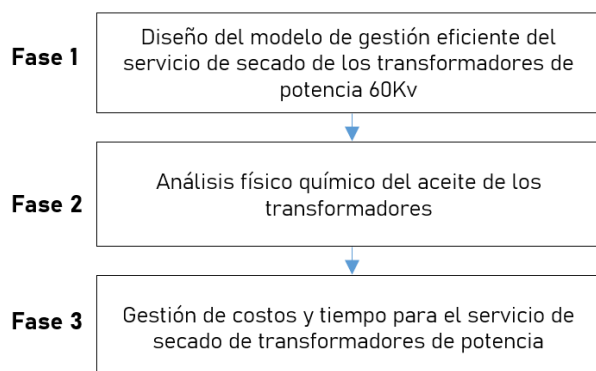 Fase 1
Diseño del modelo de gestión eficiente del
servicio de secado de los transformadores de
potencia 60Kv
Fase 2
Análisis físico químico del aceite de los
transformadores
Fase 3
Gestión de costos y tiempo para el servicio de
secado de transformadores de potencia